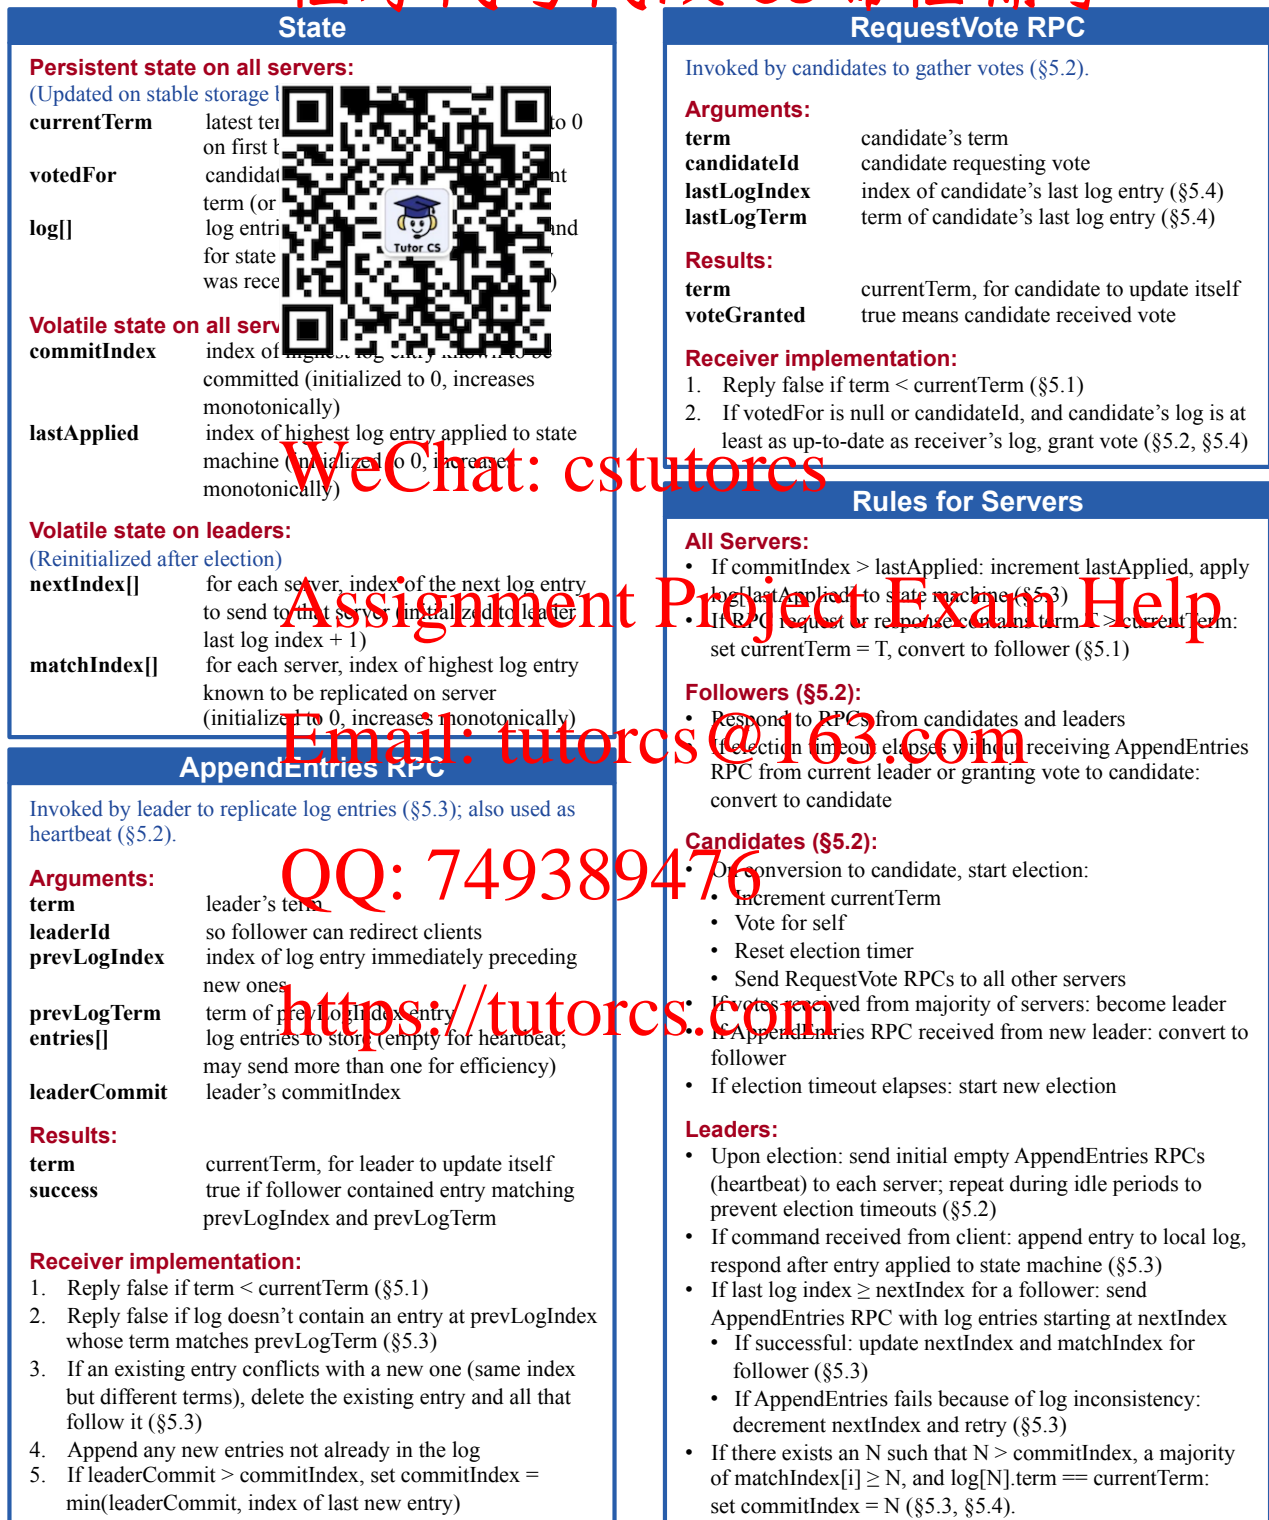 State
Persistent state on all servers:
(Updated on stable storage
currentTerm latest to 0
on first
votedFor
term (or
log[] log and
for state
was
Volatile state on all
commitIndex index of highest log entry known to be
committed (initialized to 0, increases
monotonically)
lastApplied index of highest log entry applied to state
machine (initialized to 0, increases
monotonically)
Volatile state on leaders:
(Reinitialized after election)
nextIndex[] for each server, index of the next log entry
to send to that server (initialized to leader
last log index + 1)
matchIndex[] for each server, index of highest log entry
known to be replicated on server
(initialized to 0, increases monotonically)
Tutor CS
AppendEntries RPC
Invoked by leader to replicate log entries (§5.3); also used as
heartbeat (§5.2).
Arguments:
term leader's term
leaderId so follower can redirect clients
prevLogIndex index of log entry immediately preceding
new ones
prevLogTerm term of prevLogIndex entry
entries[] log entries to store (empty for heartbeat;
may send more than one for efficiency)
leaderCommit leader's commitIndex
Results:
term currentTerm, for leader to update itself
success true if follower contained entry matching
prevLogIndex and prevLogTerm
Receiver implementation:
1. Reply false if term < currentTerm (§5.1)
2. Reply false if log doesn't contain an entry at prevLogIndex
whose term matches prevLogTerm (§5.3)
3. If an existing entry conflicts with a new one (same index
but different terms), delete the existing entry and all that
follow it (§5.3)
4. Append any new entries not already in the log
5. If leaderCommit > commitIndex, set commitIndex =
min(leaderCommit, index of last new entry)
RequestVote RPC
Invoked by candidates to gather votes (§5.2).
Arguments:
term candidate's term
candidateId candidate requesting vote
lastLogIndex index of candidate's last log entry (§5.4)
lastLogTerm term of candidate's last log entry (§5.4)
Results:
term currentTerm, for candidate to update itself
voteGranted true means candidate received vote
Receiver implementation:
1. Reply false if term < currentTerm (§5.1)
2. If votedFor is null or candidateId, and candidate's log is at
least as up-to-date as receiver's log, grant vote (§5.2, §5.4)
Rules for Servers
All Servers:
• If commitIndex > lastApplied: increment lastApplied, apply
log[lastApplied] to state machine (§5.3)
• If RPC request or response contains term T > currentTerm:
set currentTerm = T, convert to follower (§5.1)
Followers (§5.2):
• Respond to RPCs from candidates and leaders
• If election timeout elapses without receiving AppendEntries
RPC from current leader or granting vote to candidate:
convert to candidate
Candidates (§5.2):
• On conversion to candidate, start election:
• Increment currentTerm
• Vote for self
• Reset election timer
• Send RequestVote RPCs to all other servers
• If votes received from majority of servers: become leader
• If AppendEntries RPC received from new leader: convert to
follower
• If election timeout elapses: start new election
Leaders:
• Upon election: send initial empty AppendEntries RPCs
(heartbeat) to each server; repeat during idle periods to
prevent election timeouts (§5.2)
• If command received from client: append entry to local log,
respond after entry applied to state machine (§5.3)
• If last log index ≥ nextIndex for a follower: send
AppendEntries RPC with log entries starting at nextIndex
• If successful: update nextIndex and matchIndex for
follower (§5.3)
• If AppendEntries fails because of log inconsistency:
decrement nextIndex and retry (§5.3)
• If there exists an N such that N > commitIndex, a majority
of matchIndex[i] ≥ N, and log[N].term == currentTerm:
set commitIndex = N (§5.3, §5.4).
WeChat: cstutorcs
Assignment Project Exam Help
Email: tutorcs@163.com
QQ: 749389476
https://tutorcs.com